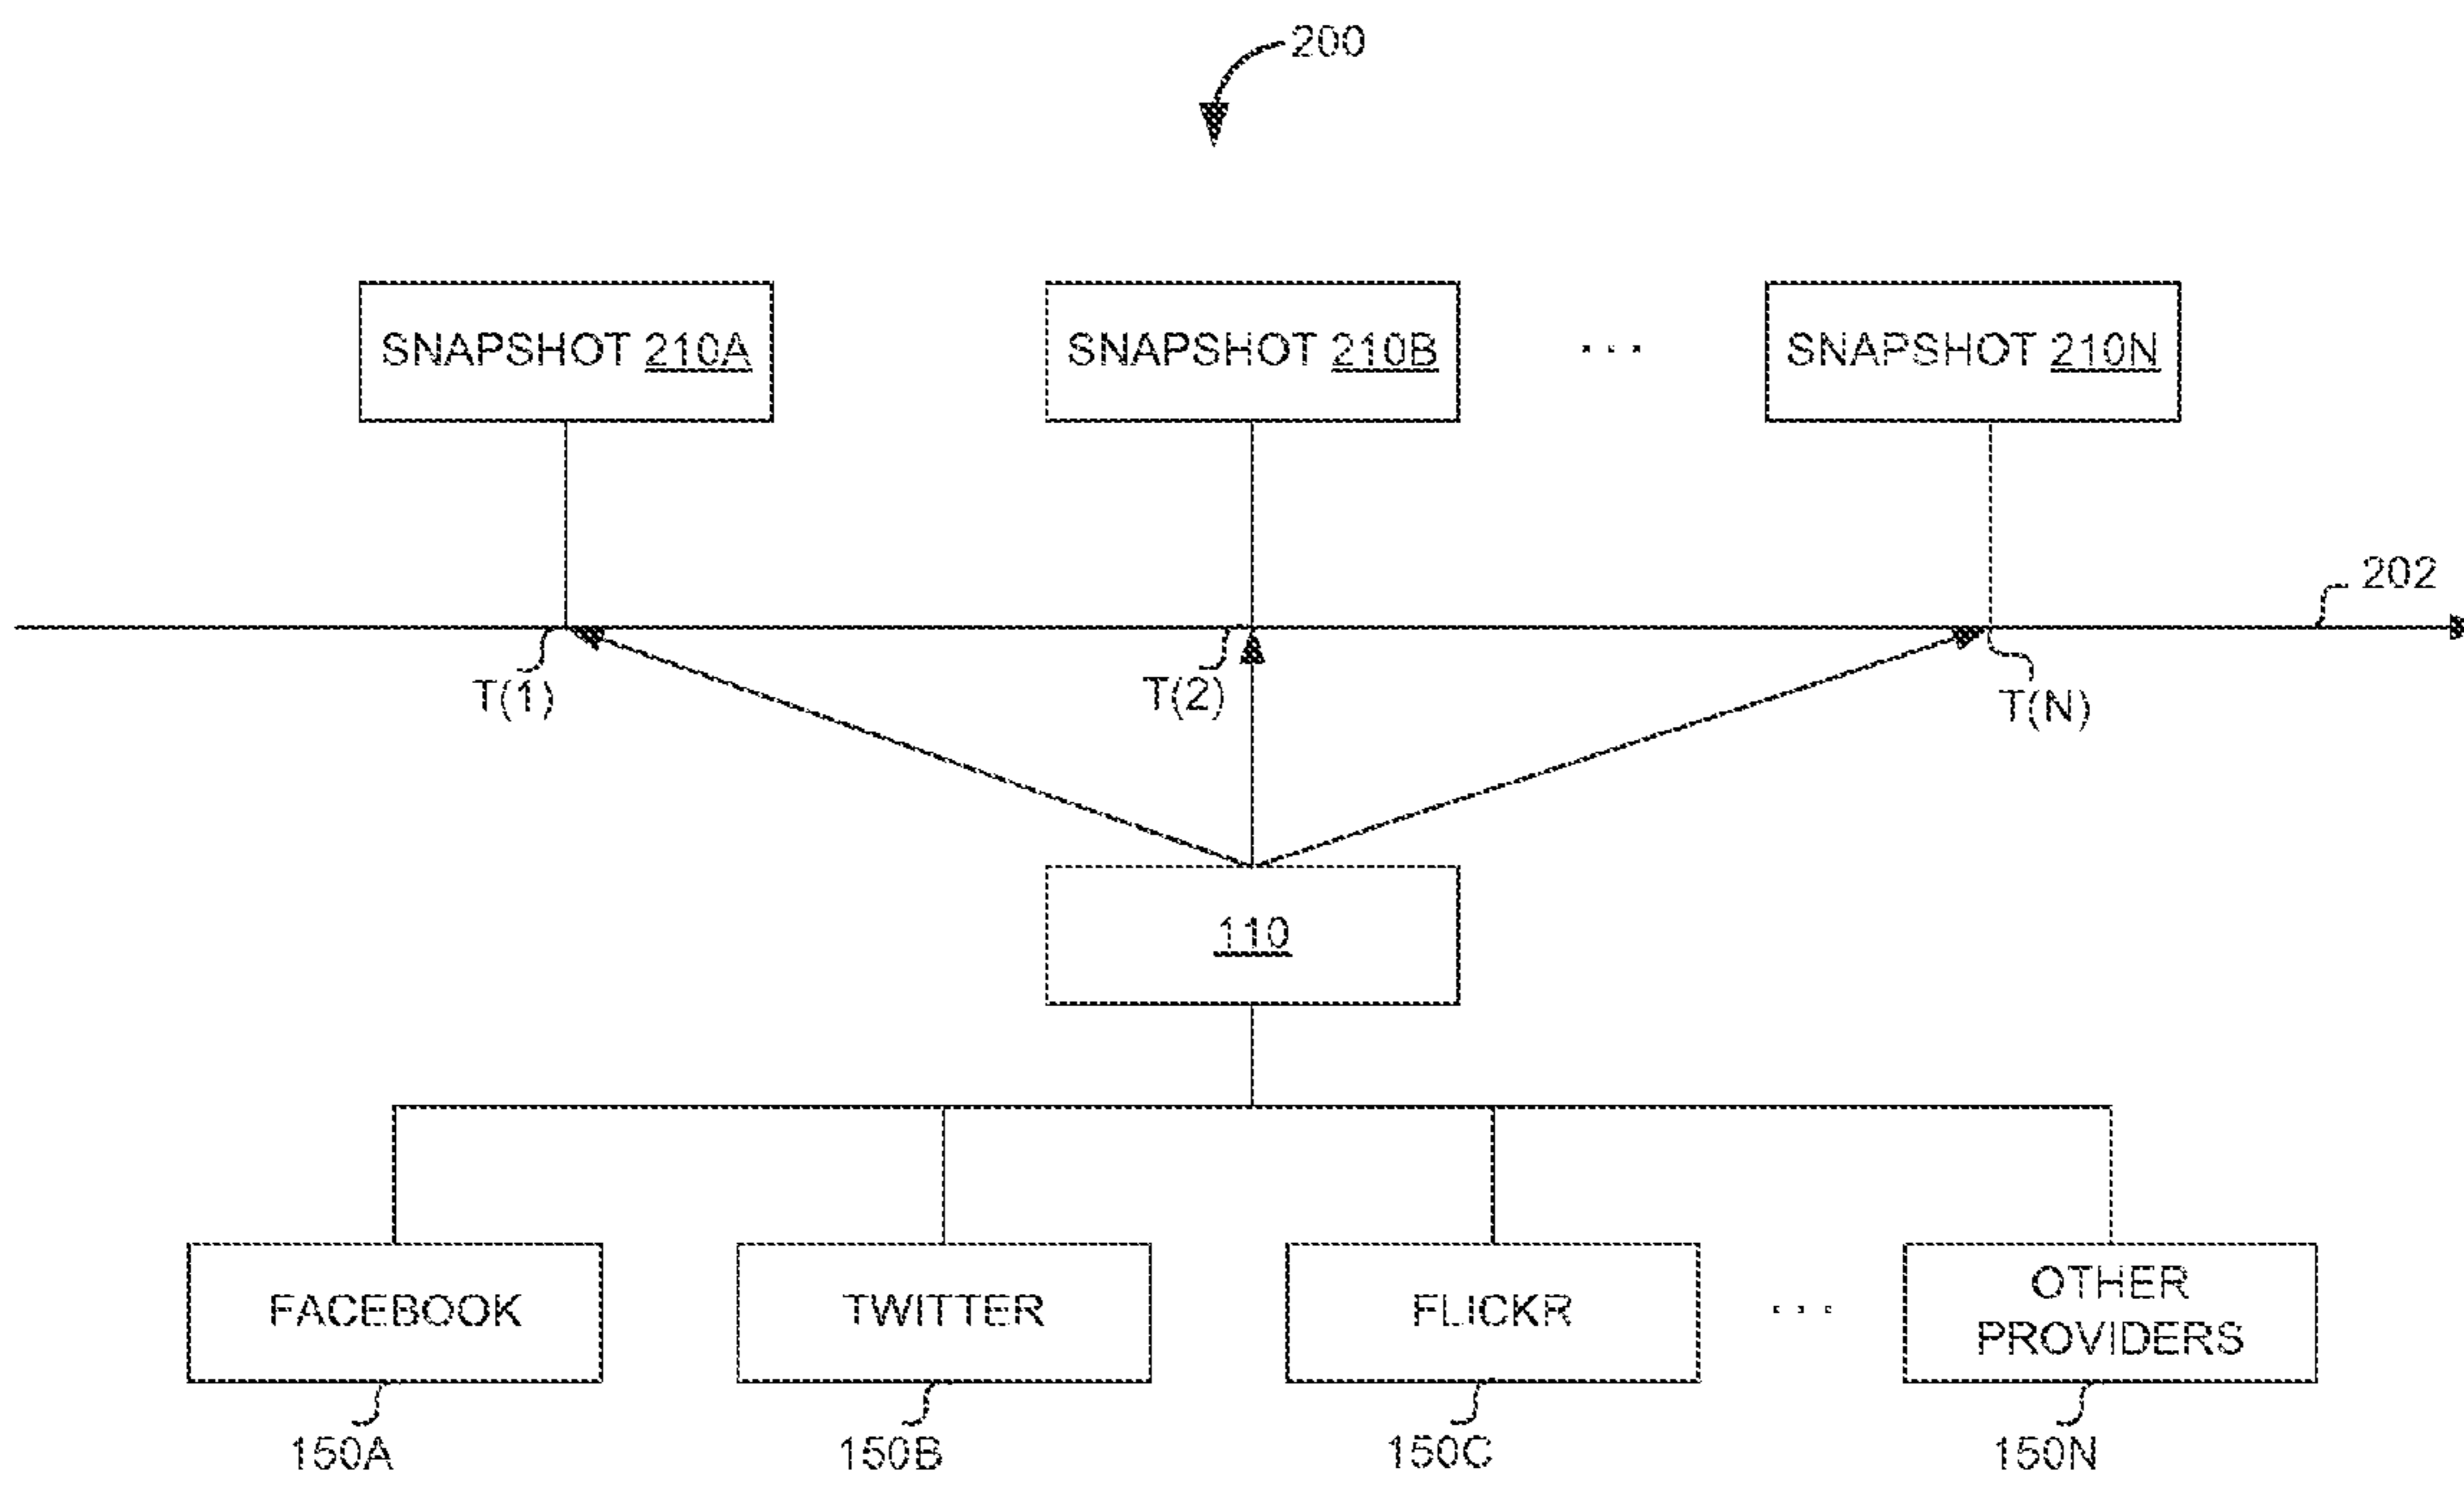 200
SNAPSHOT 210A
SNAPSHOT 210B
...
SNAPSHOT 210N
202
T(1)
T(2)
T(N)
110
FACEBOOK
TWITTER
FLICKR
...
OTHER
PROVIDERS
150A
150B
150C
150N